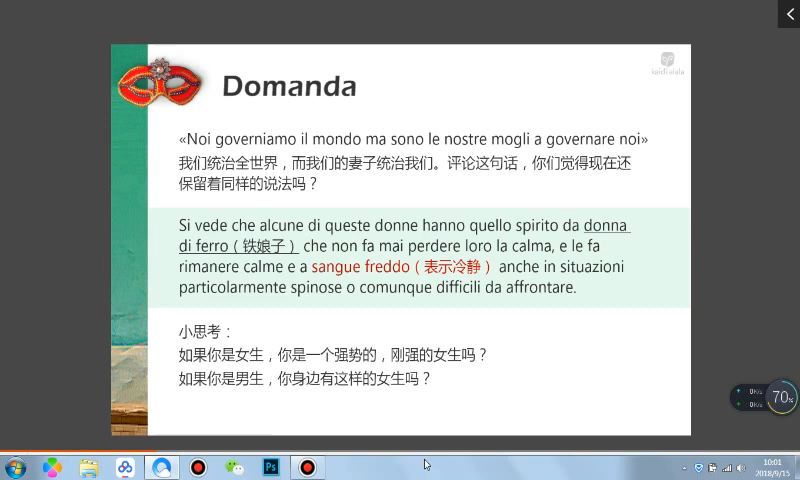 kaidilalala
Domanda
«Noi governiamo il mondo ma sono le nostre mogli a governare noi»
我们统治全世界，而我们的妻子统治我们。评论这句话，你们觉得现在还
保留着同样的说法吗？
Si vede che alcune di queste donne hanno quello spirito da donna
di ferro（铁娘子） che non fa mai perdere loro la calma, e le fa
rimanere calme e a sangue freddo（表示冷静） anche in situazioni
particolarmente spinose o comunque difficili da affrontare.
小思考：
如果你是女生，你是一个强势的，刚强的女生吗？
如果你是男生，你身边有这样的女生吗？
0K/s
0K/s
70%
Ps
10:01
2018/9/15